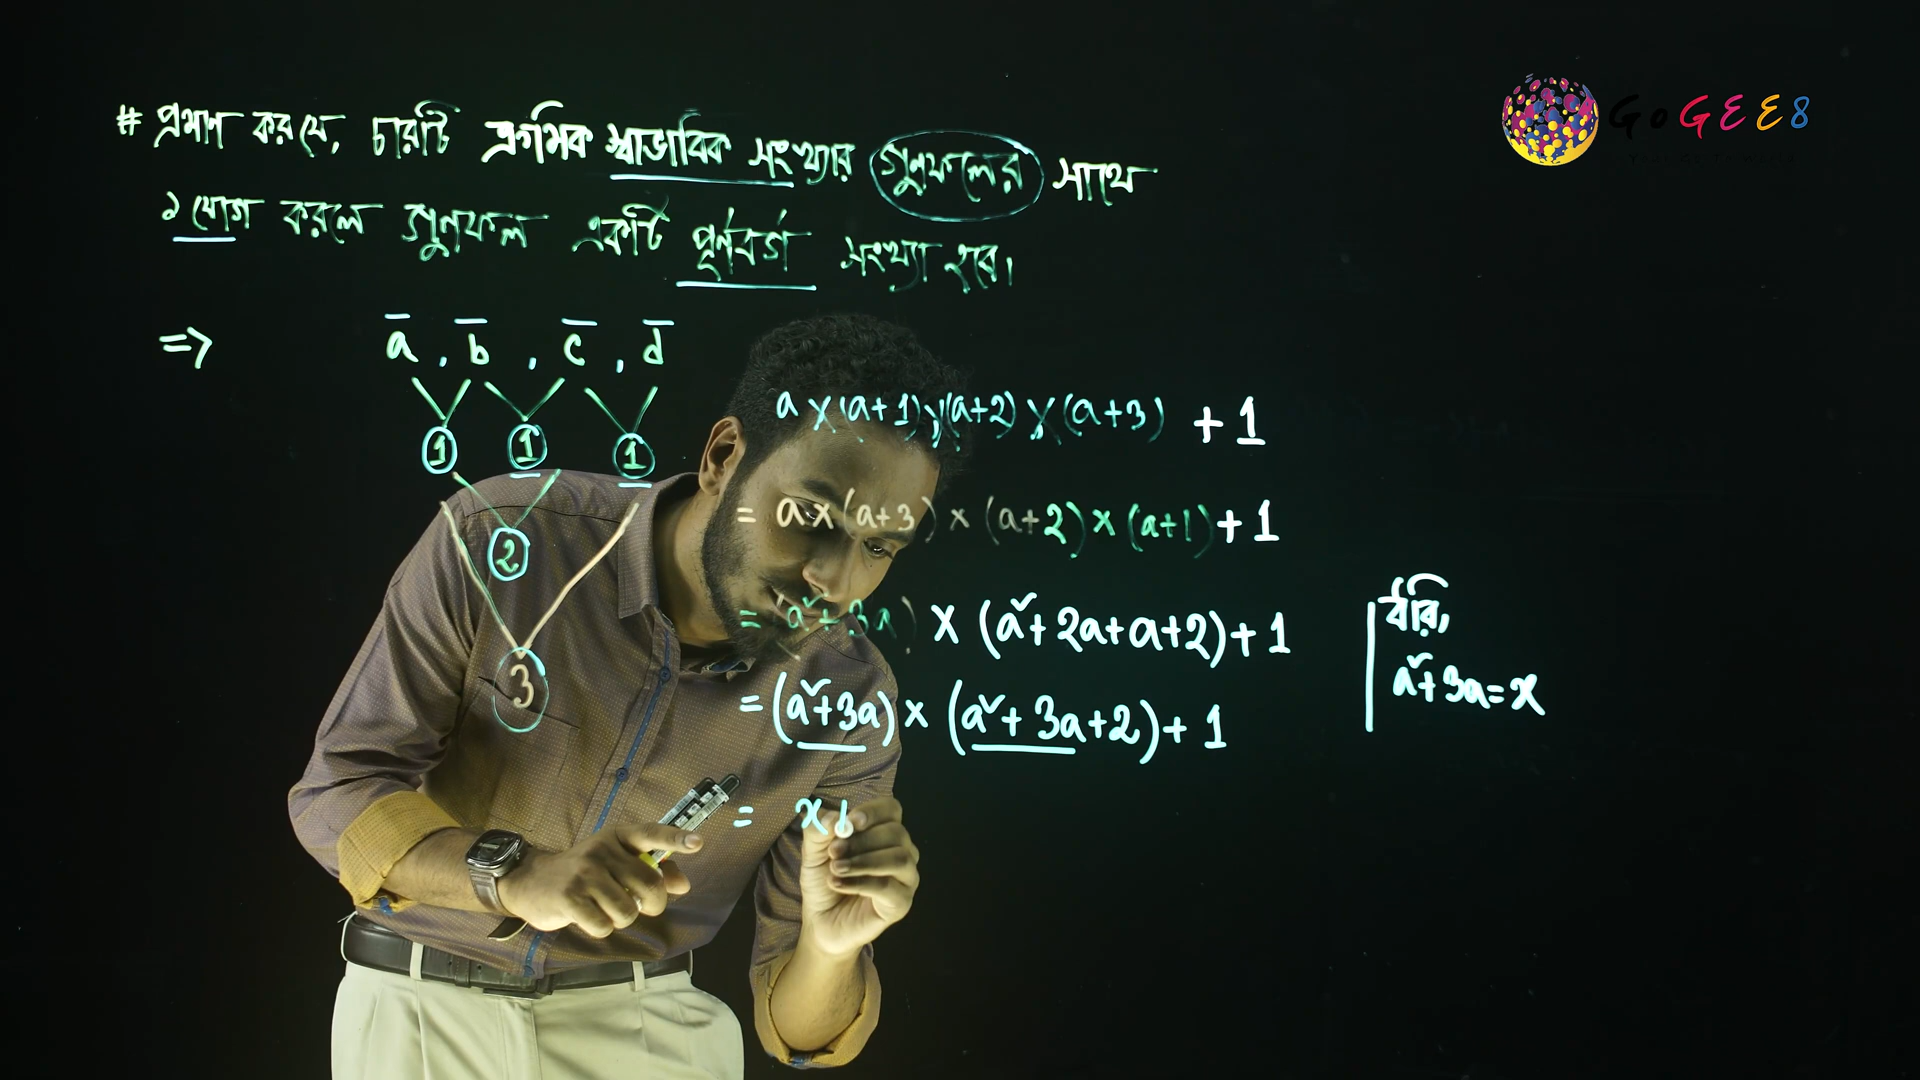 # প্রমাণ কর যে, চারটি ক্রমিক স্বাভাবিক সংখ্যার গুণফলের সাথে
১ যোগ করলে গুণফল একটি পূর্ণবর্গ সংখ্যা হবে।
=> a, b, c, d
1 1 1
2
3
a x (a+1) x (a+2) x (a+3) + 1
= a x (a+3) x (a+2) x (a+1) + 1
= (a²+3a) x (a²+2a+a+2) + 1
= (a²+3a) x (a²+3a+2) + 1
= x
ধরি,
a²+3a=x
GoGEE8